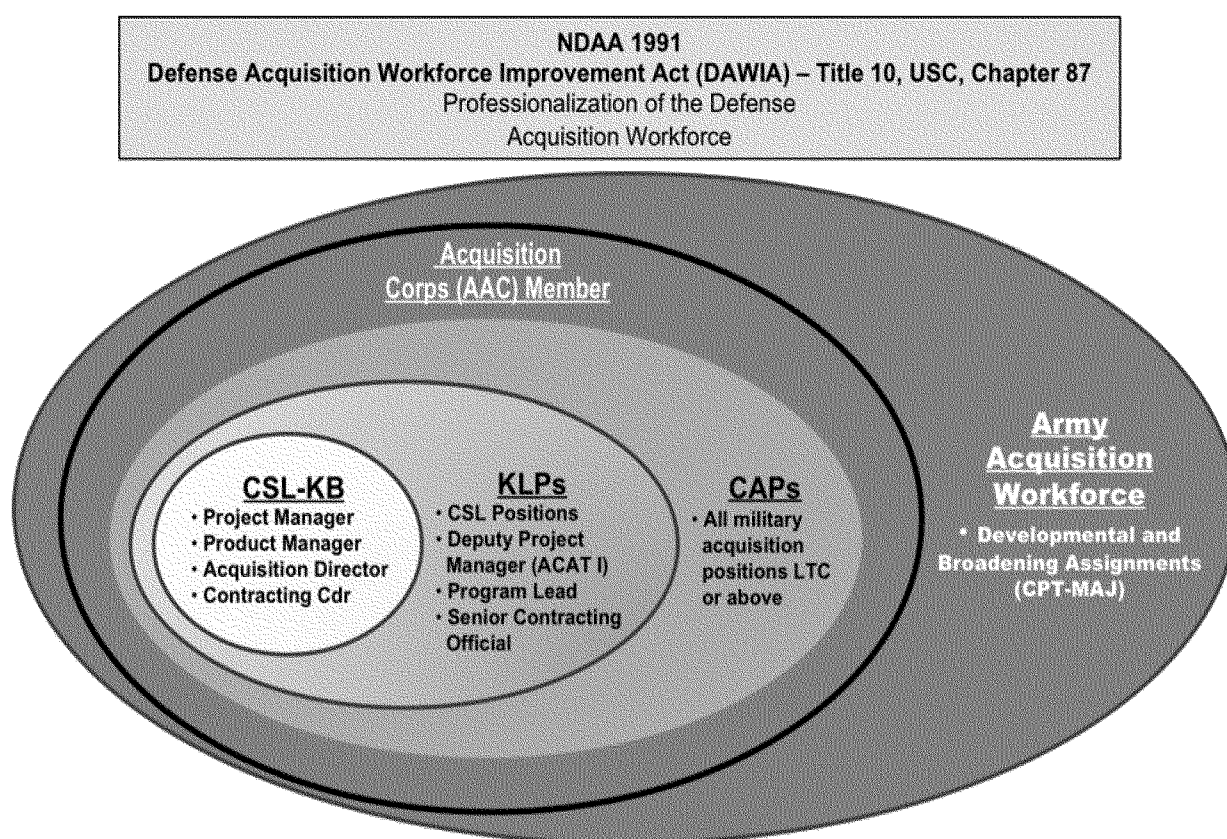 NDAA 1991
Defense Acquisition Workforce Improvement Act (DAWIA) – Title 10, USC, Chapter 87
Professionalization of the Defense
Acquisition Workforce
Acquisition
Corps (AAC) Member
CSL-KB
• Project Manager
• Product Manager
• Acquisition Director
• Contracting Cdr
KLPs
• CSL Positions
• Deputy Project
Manager (ACAT I)
• Program Lead
• Senior Contracting
Official
CAPs
• All military
acquisition
positions LTC
or above
Army
Acquisition
Workforce
• Developmental and
Broadening Assignments
(CPT-MAJ)